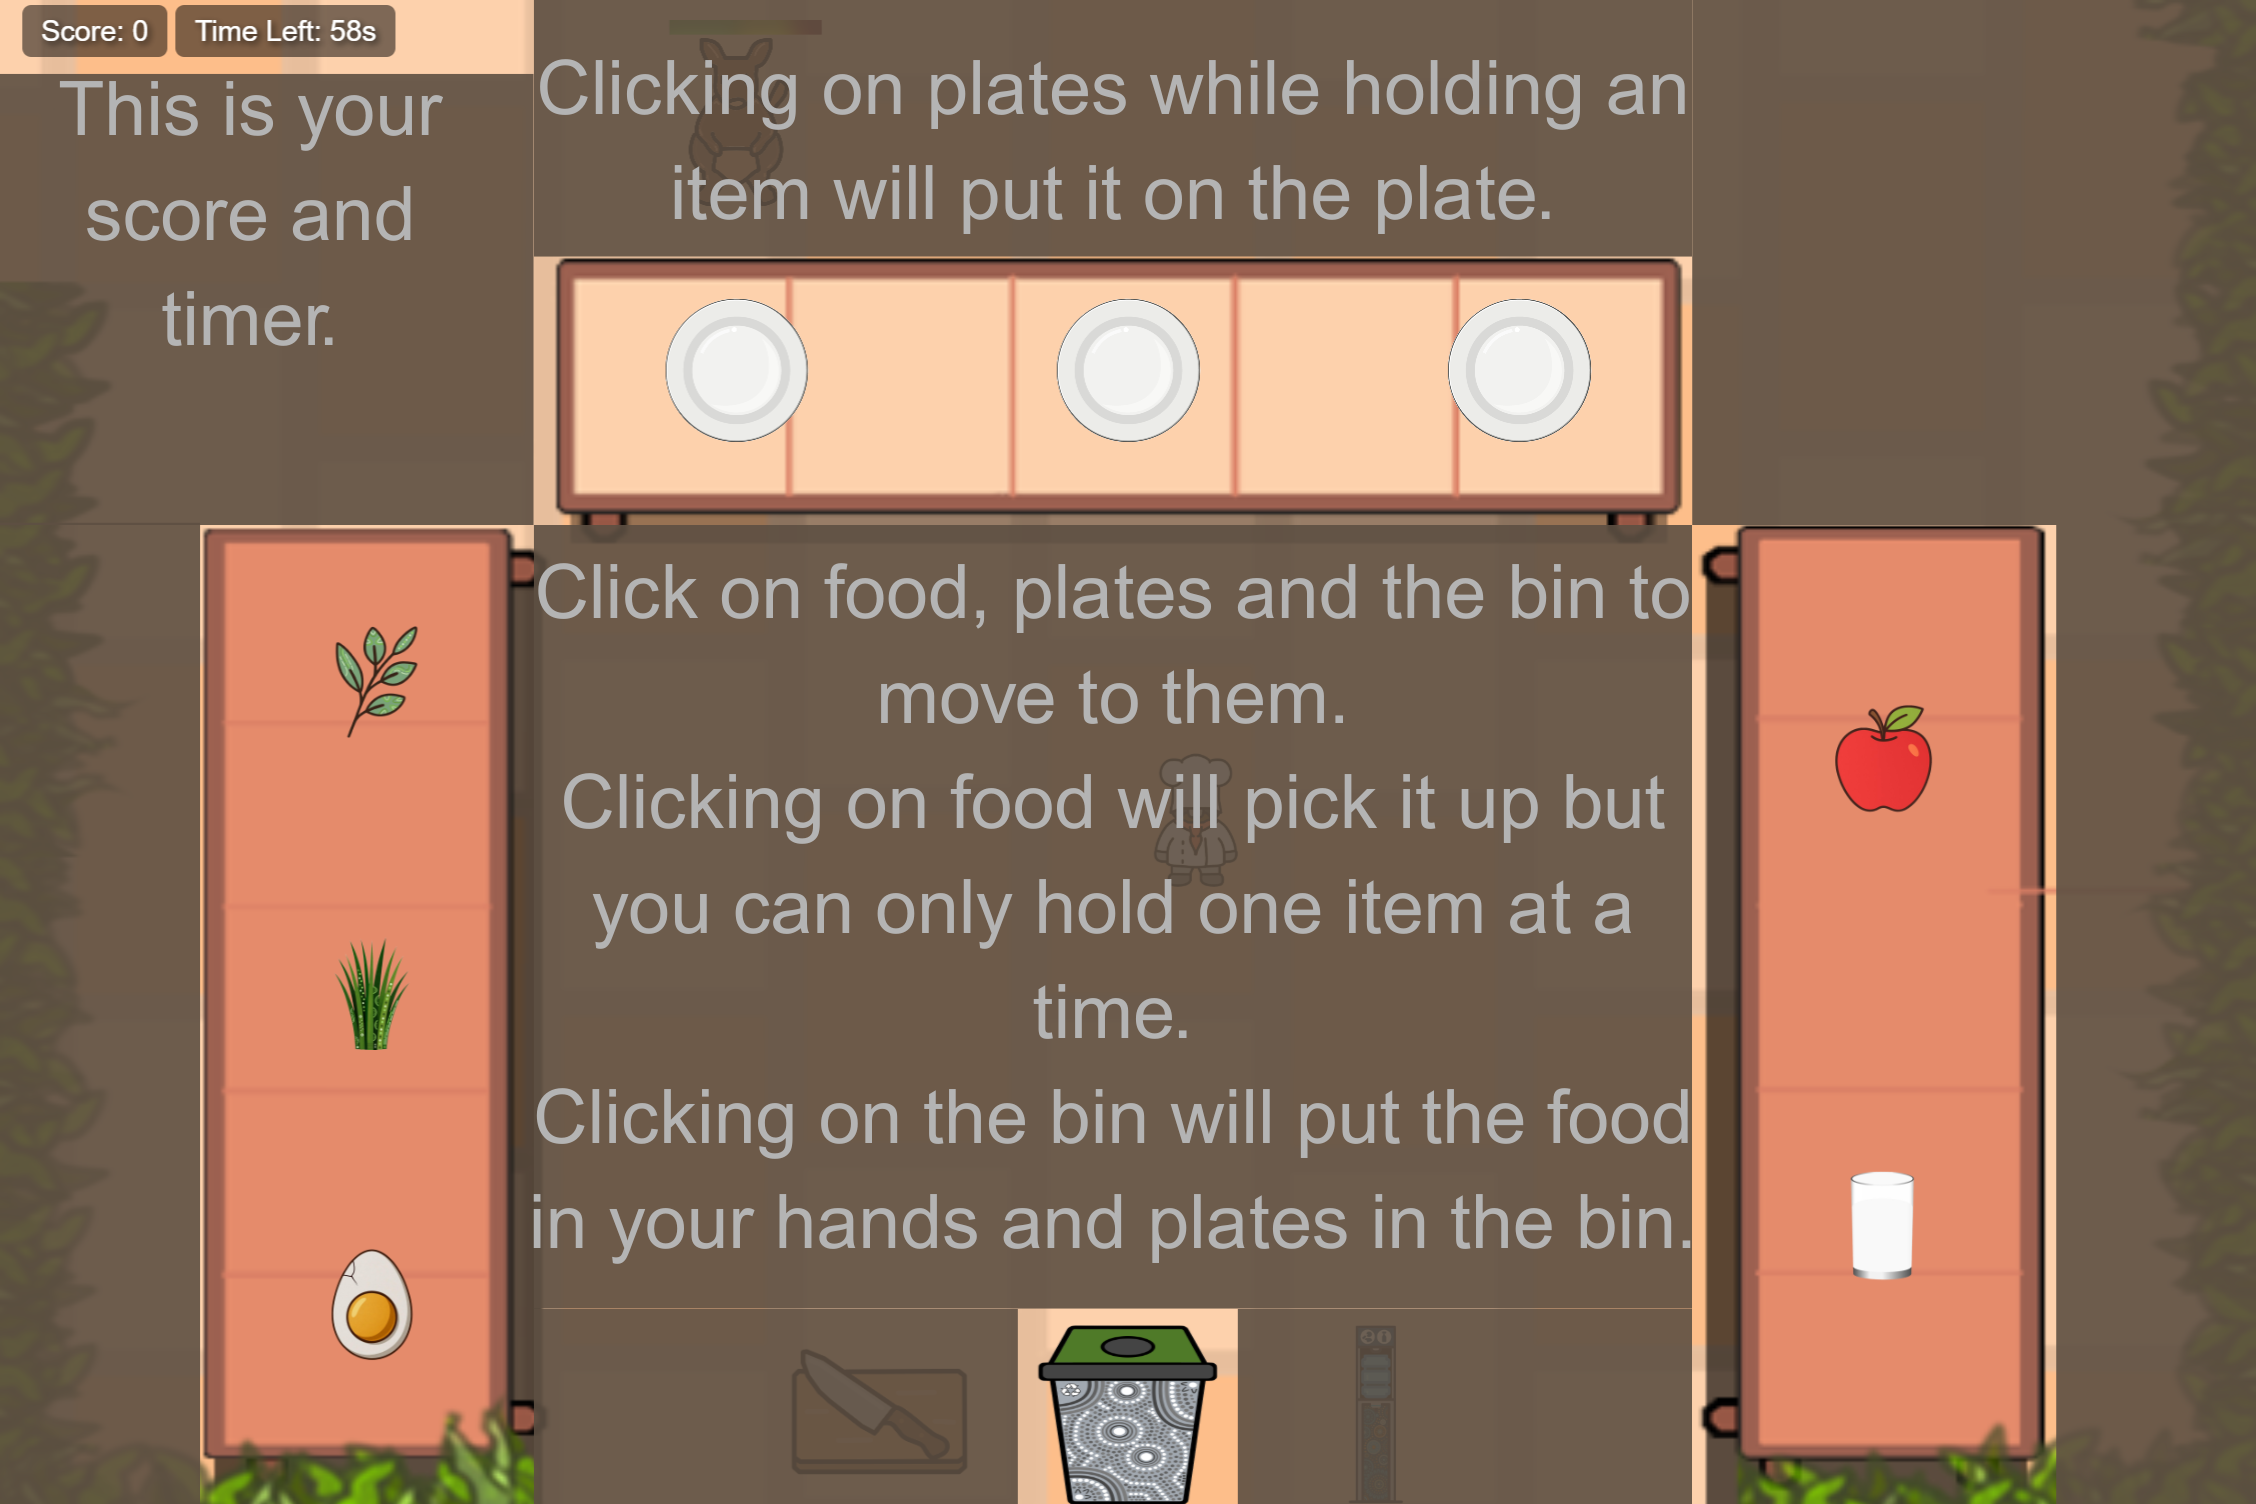 Score: 0
Time Left: 58s
This is your
score and
timer.
Clicking on plates while holding an
item will put it on the plate.
Click on food, plates and the bin to
move to them.
Clicking on food will pick it up but
you can only hold one item at a
time.
Clicking on the bin will put the food
in your hands and plates in the bin.